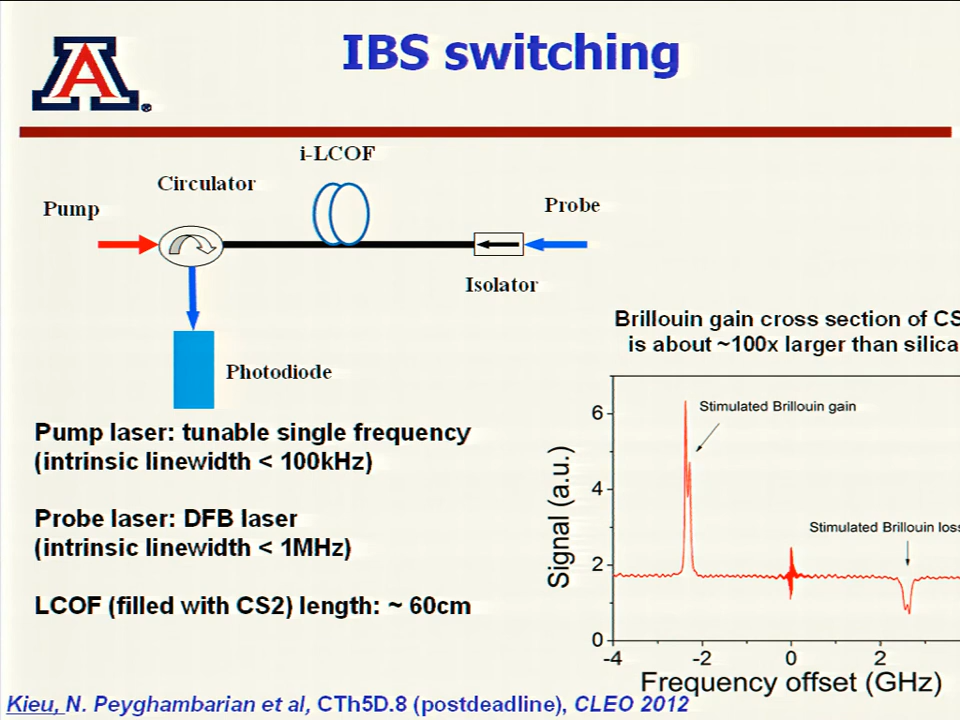 IBS switching
A
®
i-LCOF
Circulator
Pump
Probe
Isolator
Photodiode
Brillouin gain cross section of CS
is about ~100x larger than silica
Pump laser: tunable single frequency
(intrinsic linewidth < 100kHz)
Probe laser: DFB laser
(intrinsic linewidth < 1MHz)
LCOF (filled with CS2) length: ~ 60cm
Stimulated Brillouin gain
Stimulated Brillouin loss
Signal (a.u.)
6
4
2
0
-4 -2 0 2
Frequency offset (GHz)
Kieu, N. Peyghambarian et al, CTh5D.8 (postdeadline), CLEO 2012